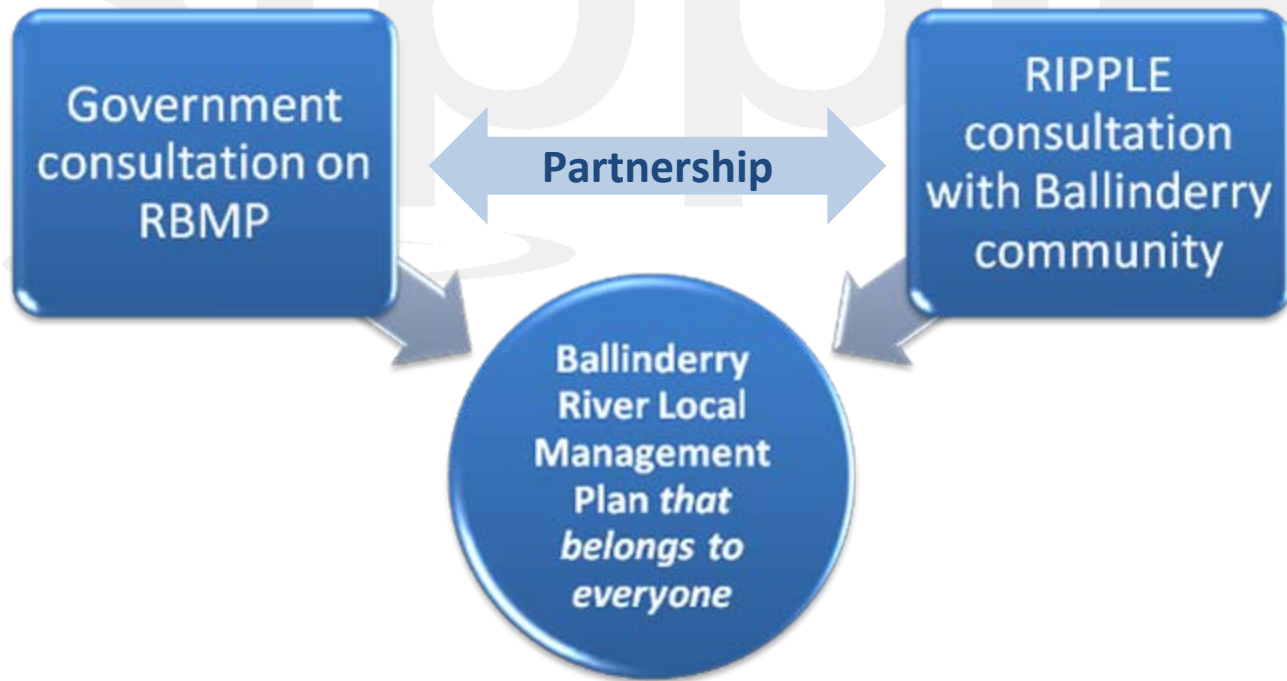 Government
consultation on
RBMP
Partnership
RIPPLE
consultation
with Ballinderry
community
Ballinderry
River Local
Management
Plan that
belongs to
everyone